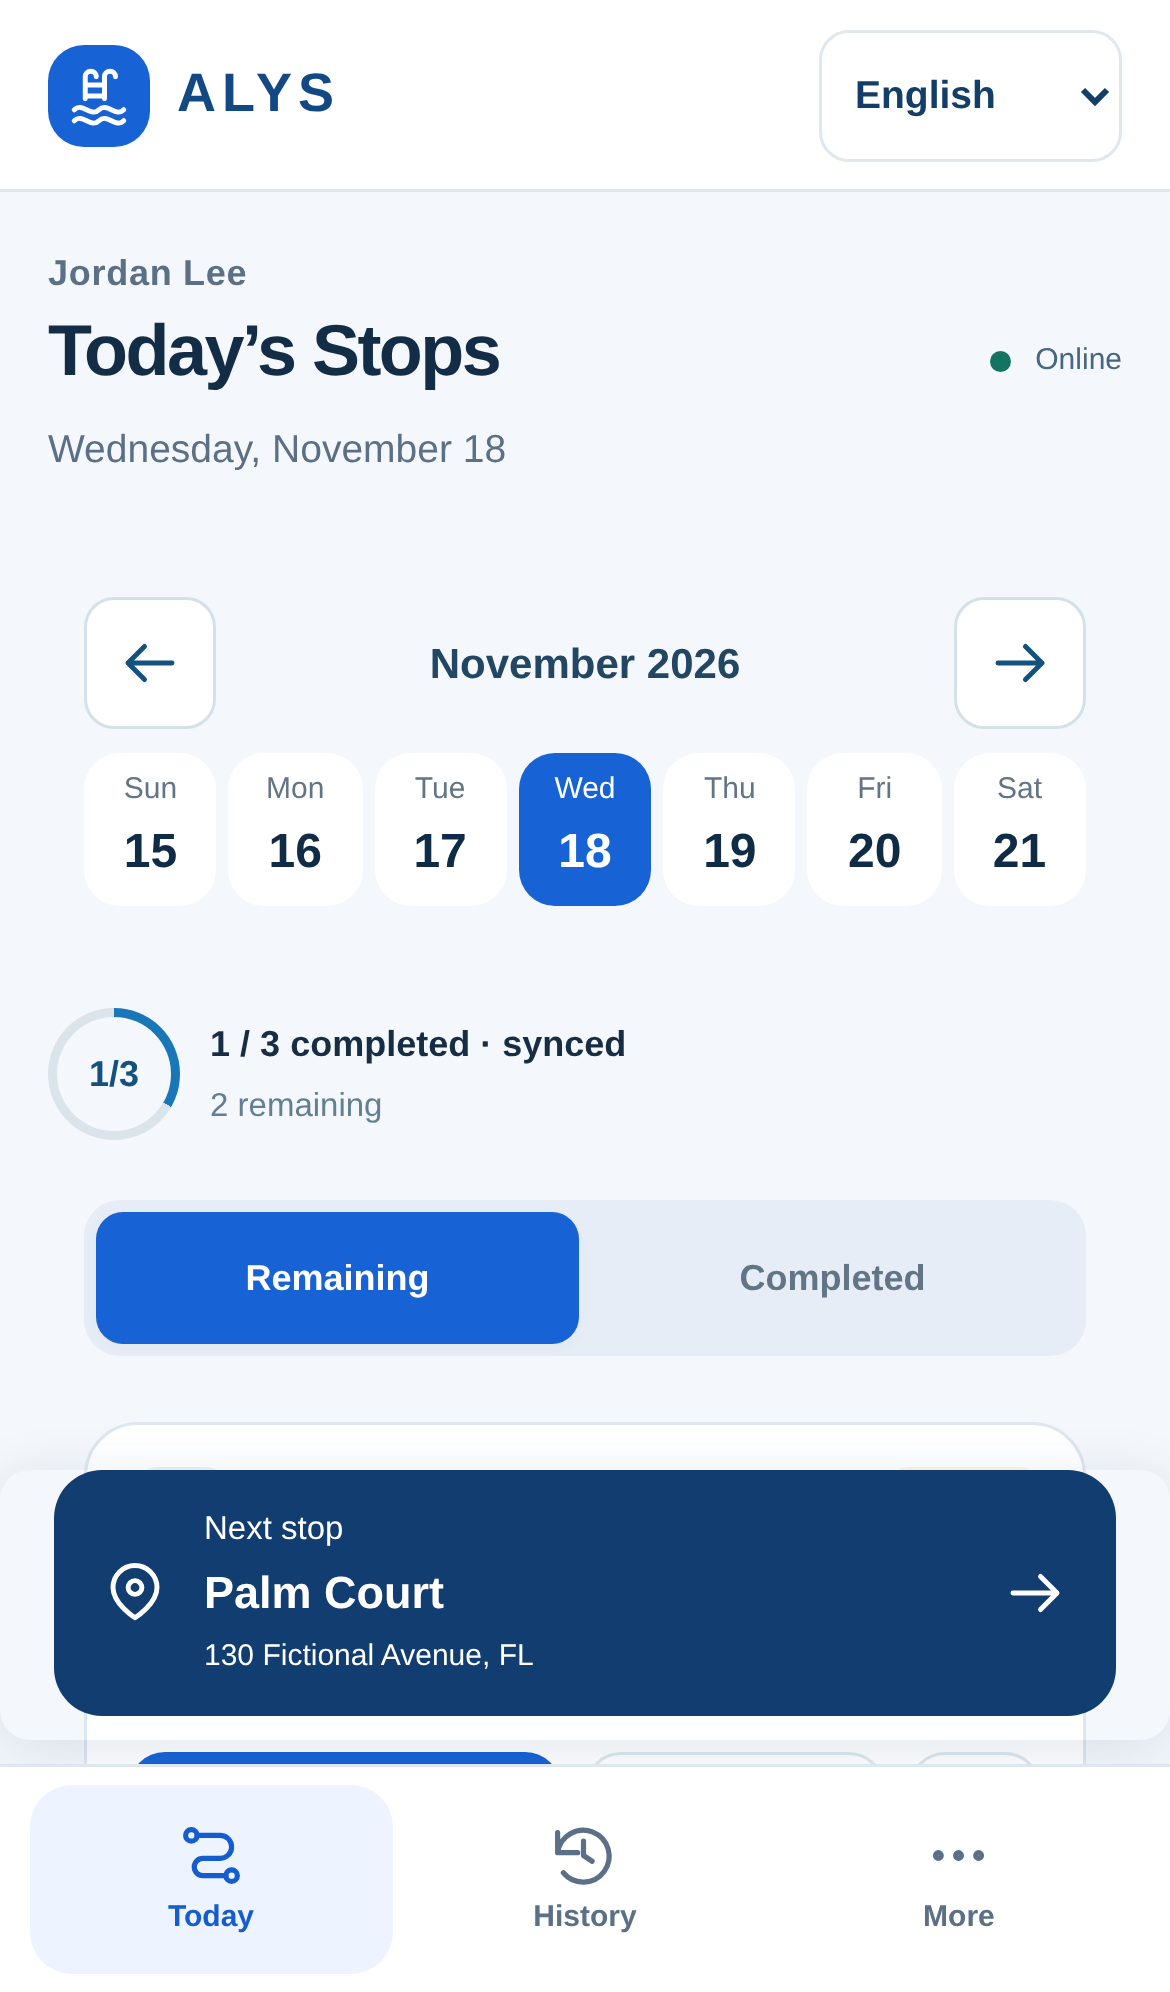 ALYS
English
Jordan Lee
Today’s Stops
Online
Wednesday, November 18
November 2026
Sun Mon Tue Wed Thu Fri Sat
15 16 17 18 19 20 21
1/3
1 / 3 completed · synced
2 remaining
Remaining Completed
Next stop
Palm Court
130 Fictional Avenue, FL
Today History More